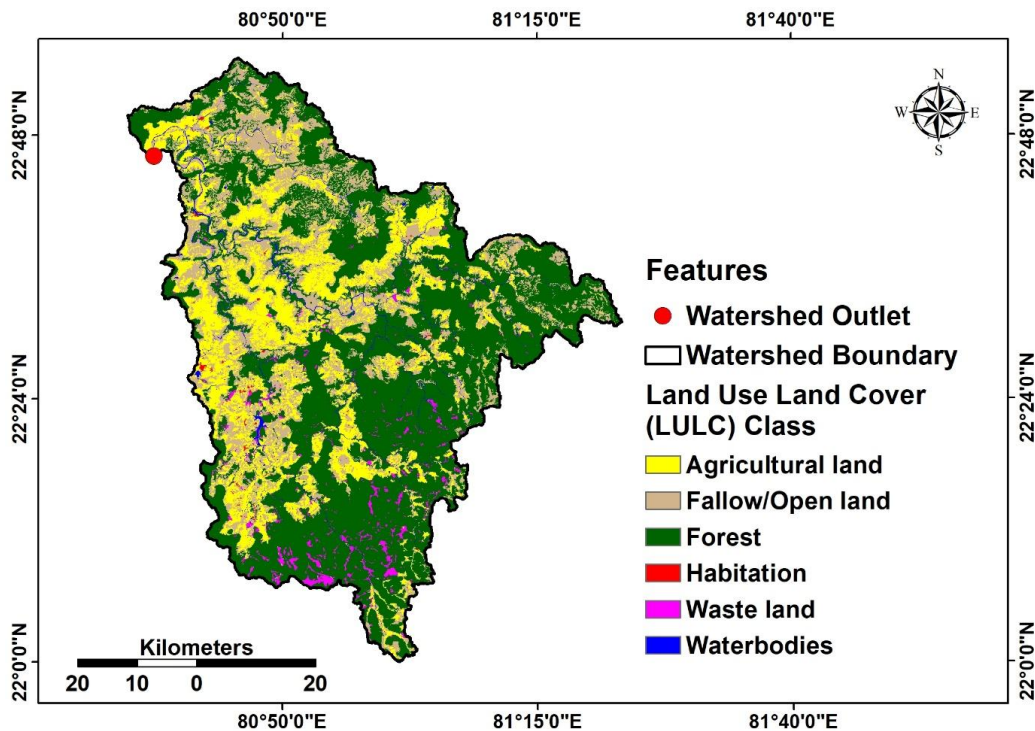 80°50'0"E 81°15'0"E 81°40'0"E
N
W E
S
22°48'0"N 22°48'0"N
Features
Watershed Outlet
Watershed Boundary
Land Use Land Cover
(LULC) Class
22°24'0"N 22°24'0"N
Agricultural land
Fallow/Open land
Forest
Habitation
Waste land
Waterbodies
Kilometers
20 10 0 20
22°0'0"N 22°0'0"N
80°50'0"E 81°15'0"E 81°40'0"E